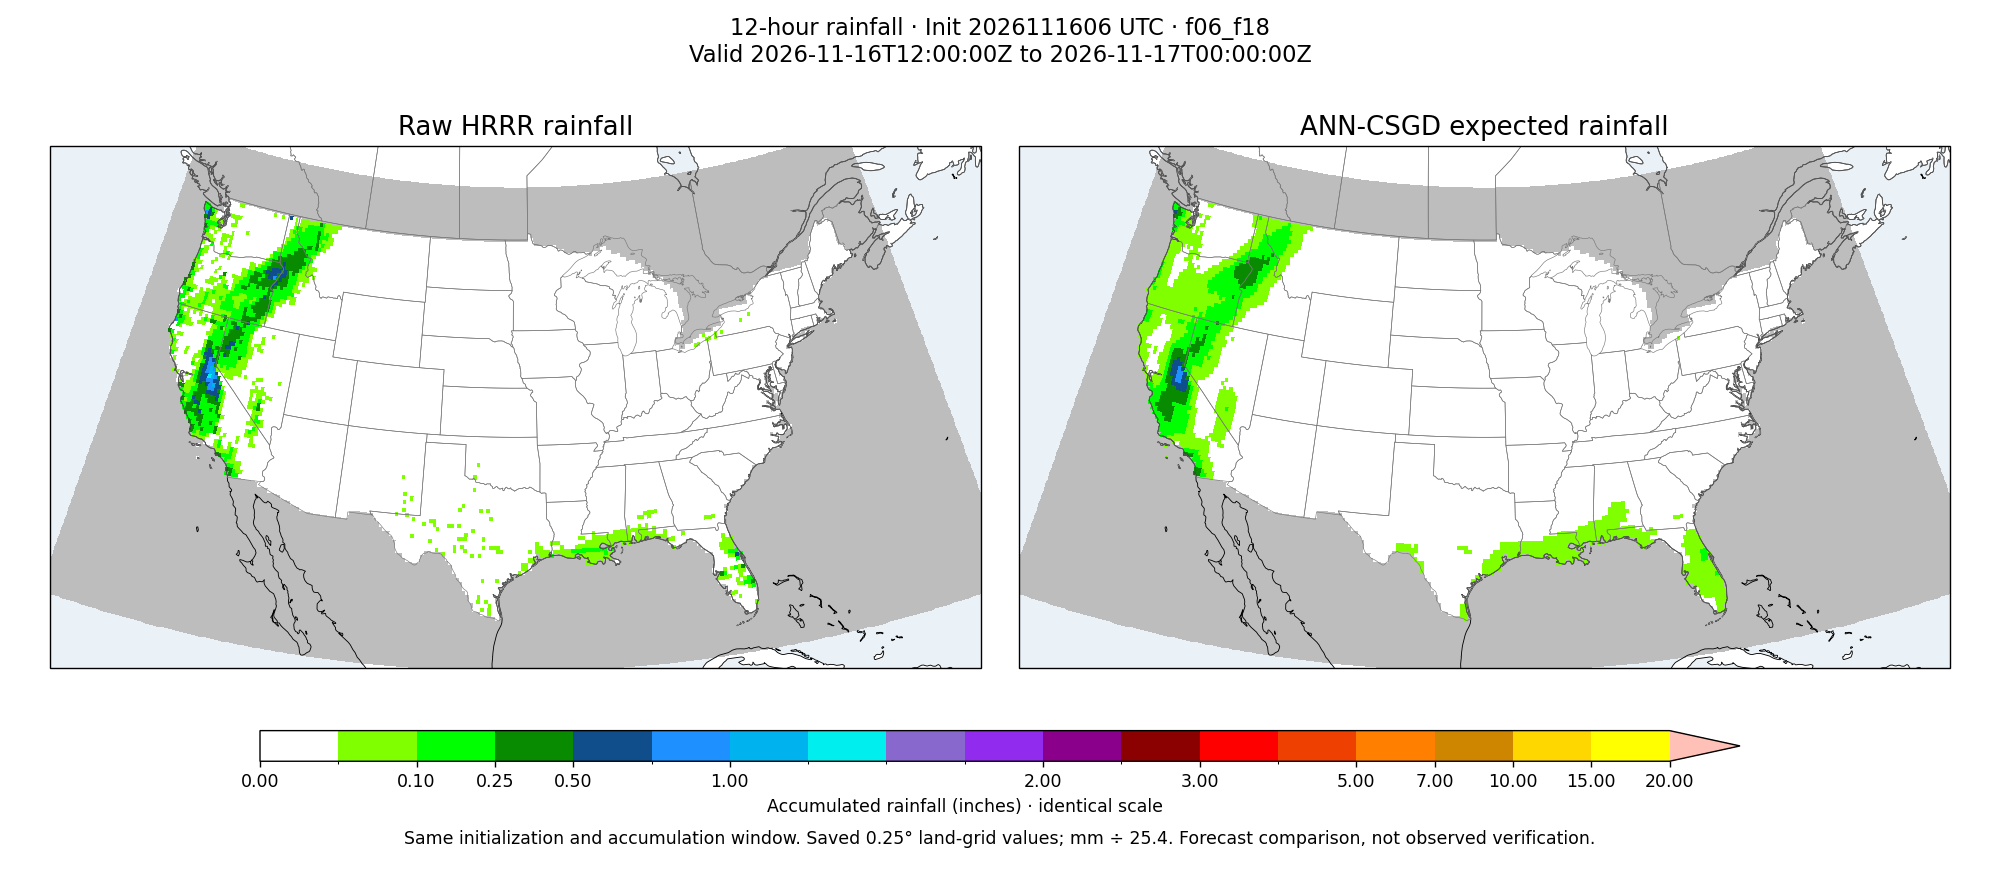 12-hour rainfall · Init 2026111606 UTC · f06_f18
Valid 2026-11-16T12:00:00Z to 2026-11-17T00:00:00Z
Raw HRRR rainfall
ANN-CSGD expected rainfall
0.00 0.10 0.25 0.50 1.00 2.00 3.00 5.00 7.00 10.00 15.00 20.00
Accumulated rainfall (inches) · identical scale
Same initialization and accumulation window. Saved 0.25° land-grid values; mm ÷ 25.4. Forecast comparison, not observed verification.